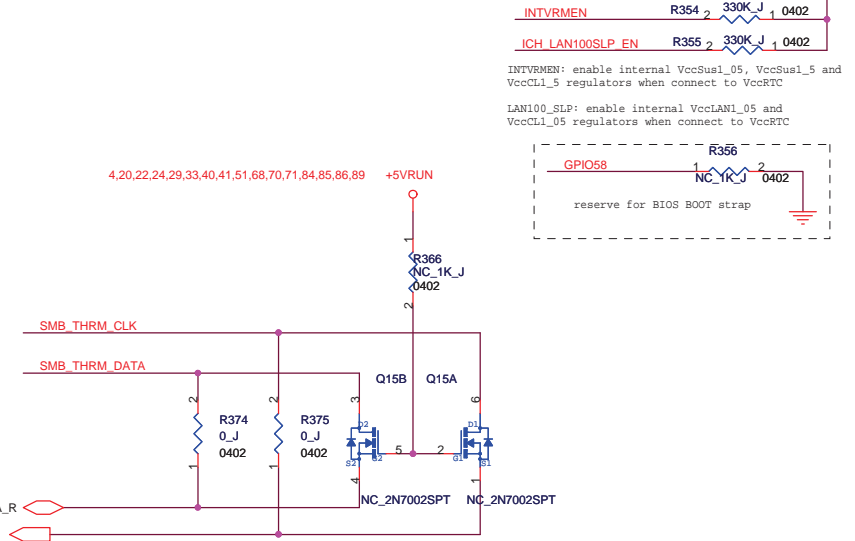 INTVRMEN R354 2 330K_J 1 0402
ICH_LAN100SLP_EN R355 2 330K_J 1 0402
INTVRMEN: enable internal VccSus1_05, VccSus1_5 and
VccCL1_5 regulators when connect to VccRTC
LAN100_SLP: enable internal VccLAN1_05 and
VccCL1_05 regulators when connect to VccRTC
R356
GPIO58 1 2
NC_1K_J 0402
reserve for BIOS BOOT strap
4,20,22,24,29,33,40,41,51,68,70,71,84,85,86,89 +5VRUN
1
R366
NC_1K_J
0402
2
SMB_THRM_CLK
SMB_THRM_DATA
Q15B Q15A
2 2 3 6
R374 R375 D2 D1
0_J 0_J
0402 0402
5 2
G2 G1
S2 S1
1 1 4 1
NC_2N7002SPT NC_2N7002SPT
_R